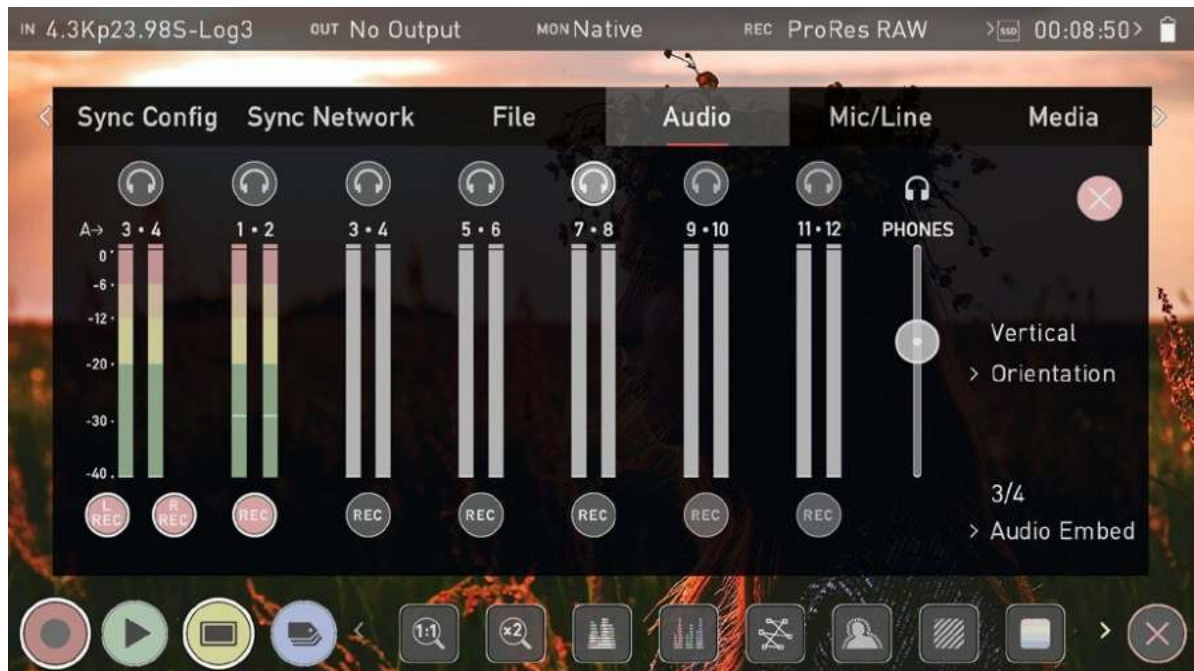 IN 4.3Kp23.98S-Log3 OUT No Output MON Native REC ProRes RAW >SSD 00:08:50>
< Sync Config Sync Network File Audio Mic/Line Media >
A→ 3•4 1•2 3•4 5•6 7•8 9•10 11•12 PHONES
0
-6
-12
-20
-30
-40
Vertical
> Orientation
L REC R REC REC REC REC REC REC REC
3/4
> Audio Embed
< 1:1 x2 >